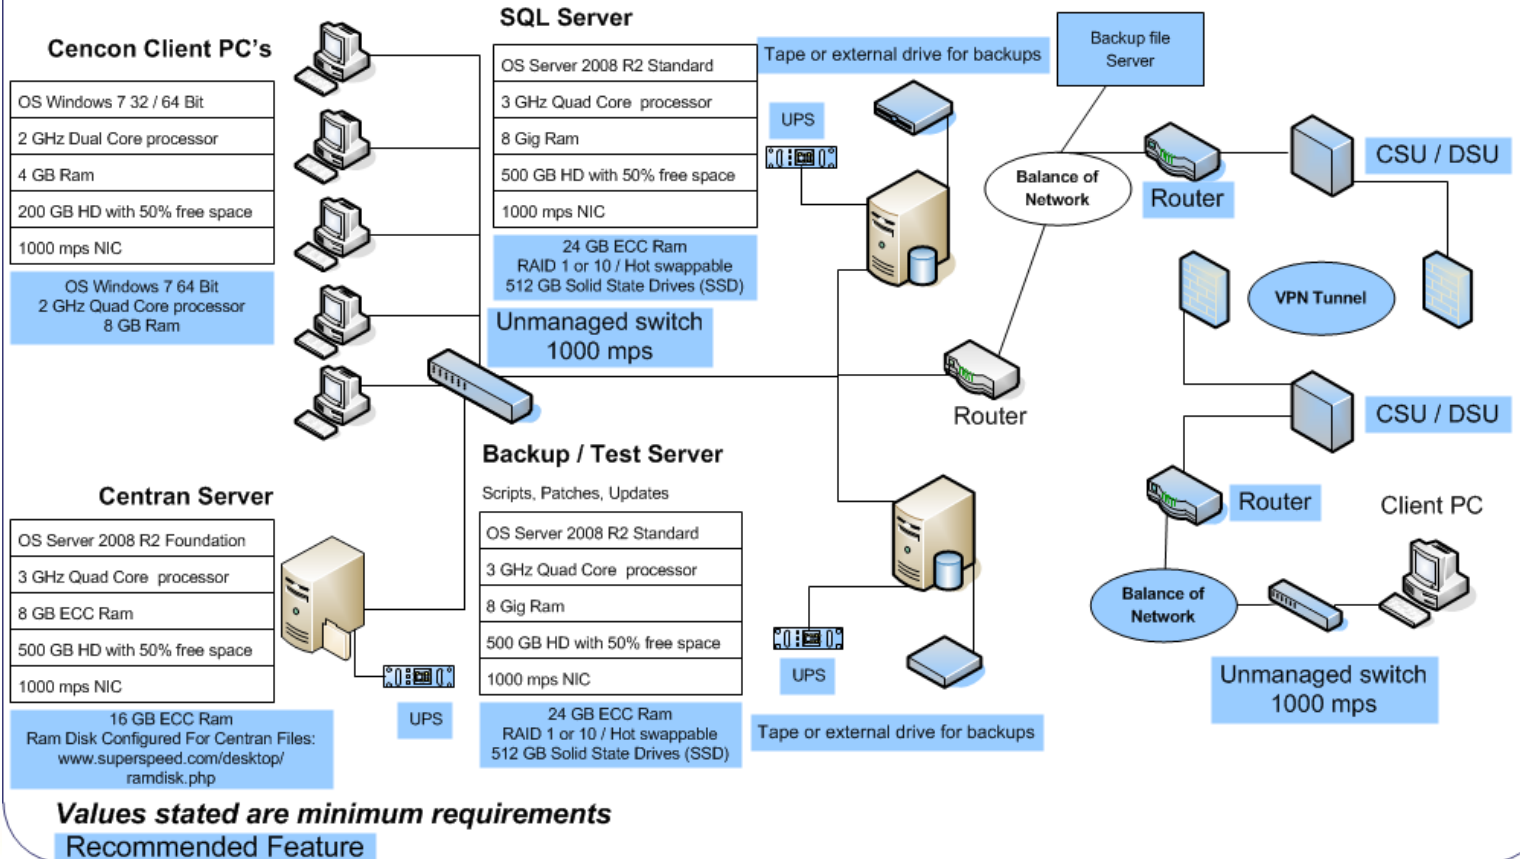 SQL Server
Cencon Client PC's
OS Windows 7 32 / 64 Bit
2 GHz Dual Core processor
4 GB Ram
200 GB HD with 50% free space
1000 mps NIC
OS Windows 7 64 Bit
2 GHz Quad Core processor
8 GB Ram
OS Server 2008 R2 Standard
3 GHz Quad Core processor
8 Gig Ram
500 GB HD with 50% free space
1000 mps NIC
24 GB ECC Ram
RAID 1 or 10 / Hot swappable
512 GB Solid State Drives (SSD)
Unmanaged switch
1000 mps
Tape or external drive for backups
UPS
Backup file
Server
Balance of
Network
Router
CSU / DSU
VPN Tunnel
Router
CSU / DSU
Router
Client PC
Balance of
Network
Unmanaged switch
1000 mps
Centran Server
OS Server 2008 R2 Foundation
3 GHz Quad Core processor
8 GB ECC Ram
500 GB HD with 50% free space
1000 mps NIC
16 GB ECC Ram
Ram Disk Configured For Centran Files:
www.superspeed.com/desktop/
ramdisk.php
UPS
Backup / Test Server
Scripts, Patches, Updates
OS Server 2008 R2 Standard
3 GHz Quad Core processor
8 Gig Ram
500 GB HD with 50% free space
1000 mps NIC
24 GB ECC Ram
RAID 1 or 10 / Hot swappable
512 GB Solid State Drives (SSD)
UPS
Tape or external drive for backups
Values stated are minimum requirements
Recommended Feature